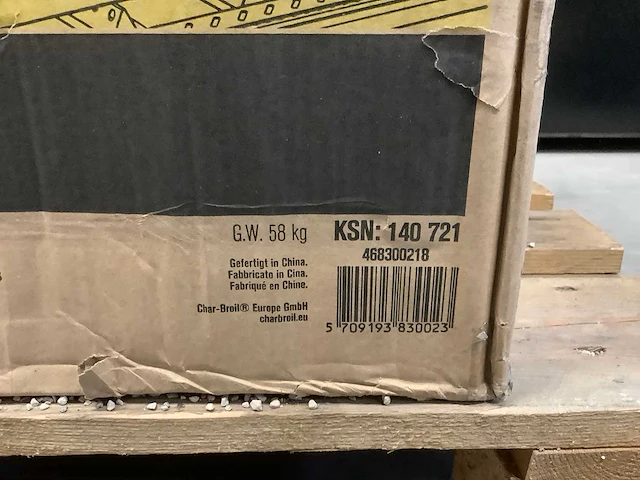 G.W. 58 kg
KSN: 140 721
468300218
Gefertigt in China.
Fabbricato in Cina.
Fabriqué en Chine.
Char-Broil® Europe GmbH
charbroil.eu
5 709193 830023